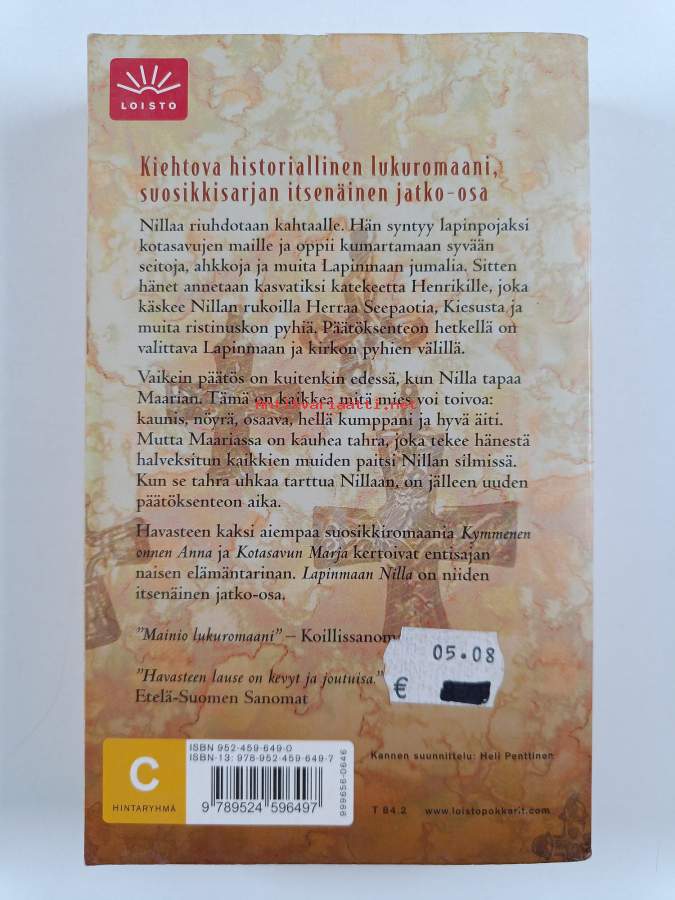 LOISTO
Kiehtova historiallinen lukuromaani,
suosikkisarjan itsenäinen jatko-osa
Nillaa riuhdotaan kahtaalle. Hän syntyy lapinpojaksi
kotasavujen maille ja oppii kumartamaan syvään
seitoja, ahkkoja ja muita Lapinmaan jumalia. Sitten
hänet annetaan kasvatiksi katekeetta Henrikille, joka
käskee Nillan rukoilla Herraa Seepaotia, Kiesusta ja
muita ristinuskon pyhiä. Päätöksenteon hetkellä on
valittava Lapinmaan ja kirkon pyhien välillä.
Vaikein päätös on kuitenkin edessä, kun Nilla tapaa
Maarian. Tämä on kaikkea mitä mies voi toivoa:
antikvariaatti.net
kaunis, nöyrä, osaava, hellä kumppani ja hyvä äiti.
Mutta Maariassa on kauhea tahra, joka tekee hänestä
halveksitun kaikkien muiden paitsi Nillan silmissä.
Kun se tahra uhkaa tarttua Nillaan, on jälleen uuden
päätöksenteon aika.
Havasteen kaksi aiempaa suosikkiromaania Kymmenen
onnen Anna ja Kotasavun Marja kertoivat entisajan
naisen elämäntarinan. Lapinmaan Nilla on niiden
itsenäinen jatko-osa.
"Mainio lukuromaani" – Koillissanom
05.08
€
"Havasteen lause on kevyt ja joutuisa."
Etelä-Suomen Sanomat
C
HINTARYHMÄ
ISBN 952-459-649-0
ISBN-13: 978-952-459-649-7
9 789524 596497
999656-0646
Kannen suunnittelu: Heli Penttinen
T 84.2 www.loistopokkarit.com